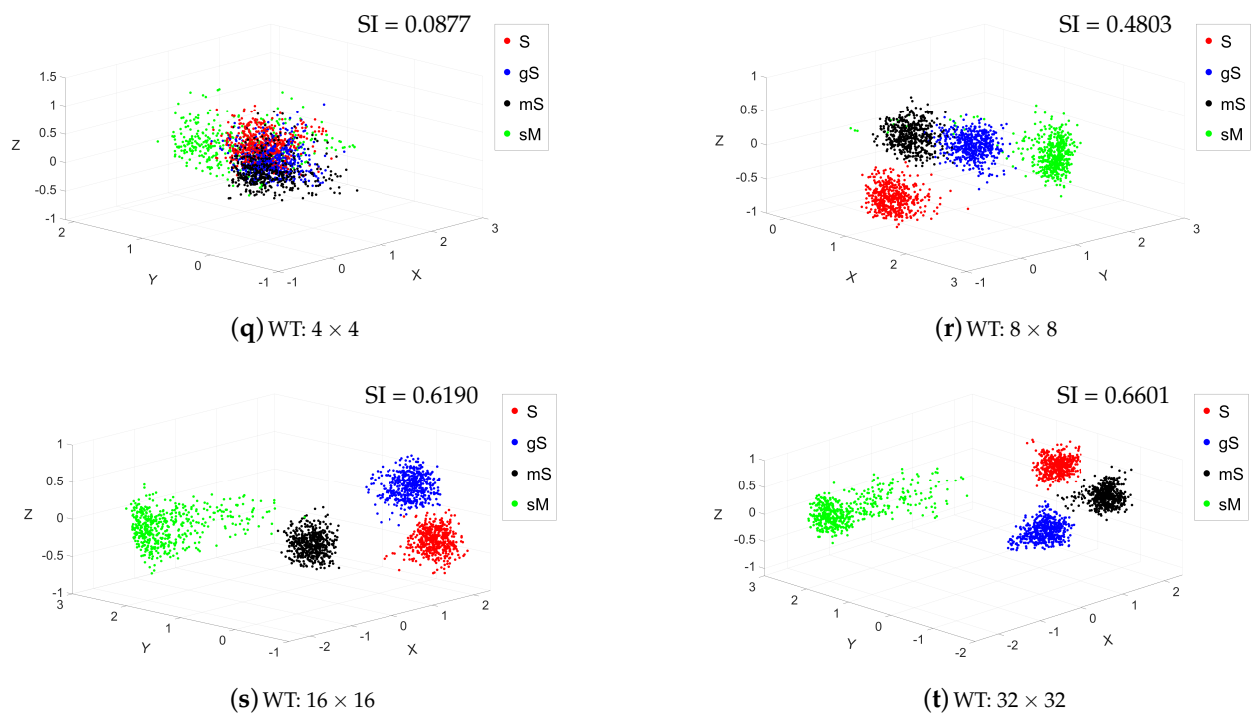 SI = 0.0877
S
gS
mS
sM
1.5
1
0.5
Z
0
-0.5
-1
2
1
0
-1
Y
-1
0
1
2
3
X
(q) WT: 4 × 4
SI = 0.4803
S
gS
mS
sM
1
0.5
Z
0
-0.5
-1
0
1
2
3
X
-1
0
1
2
3
Y
(r) WT: 8 × 8
SI = 0.6190
S
gS
mS
sM
1
0.5
Z
0
-0.5
-1
3
2
1
0
-1
Y
-2
-1
0
1
2
X
(s) WT: 16 × 16
SI = 0.6601
S
gS
mS
sM
1
0.5
Z
0
-0.5
-1
3
2
1
0
-1
-2
Y
-2
-1
0
1
2
X
(t) WT: 32 × 32